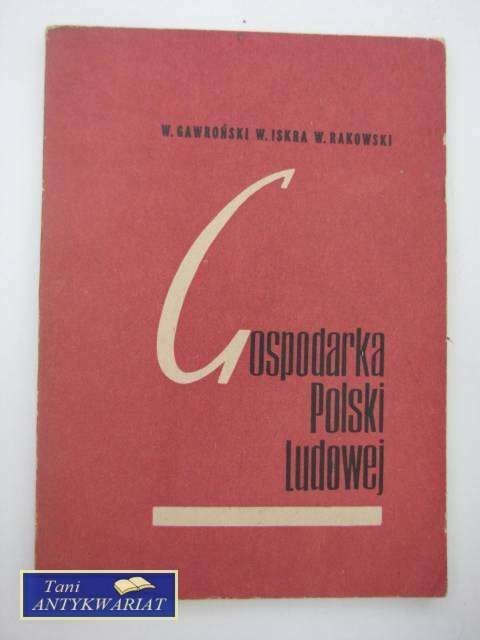 W. GAWROŃSKI W. ISKRA W. RAKOWSKI
Gospodarka
Polski
Ludowej
Tani
ANTYKWARIAT